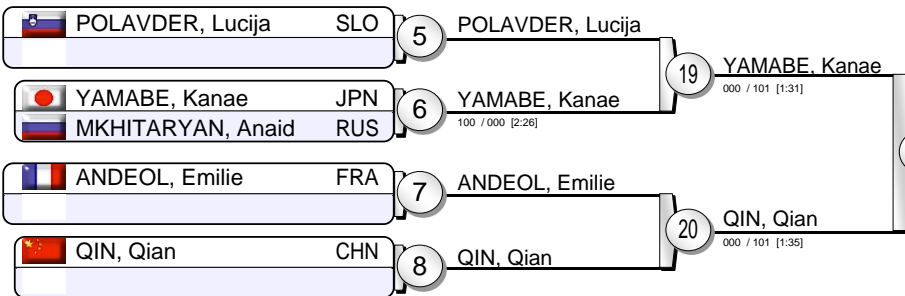 POLAVDER, Lucija SLO
5
POLAVDER, Lucija
YAMABE, Kanae JPN
MKHITARYAN, Anaid RUS
6
YAMABE, Kanae
100 / 000 [2:26]
19
YAMABE, Kanae
000 / 101 [1:31]
ANDEOL, Emilie FRA
7
ANDEOL, Emilie
QIN, Qian CHN
8
QIN, Qian
20
QIN, Qian
000 / 101 [1:35]